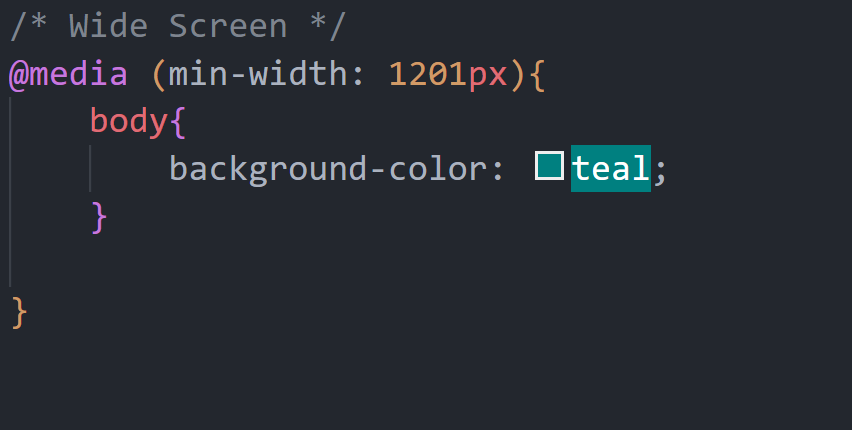 /* Wide Screen */
@media (min-width: 1201px){
body{
background-color: teal;
}
}